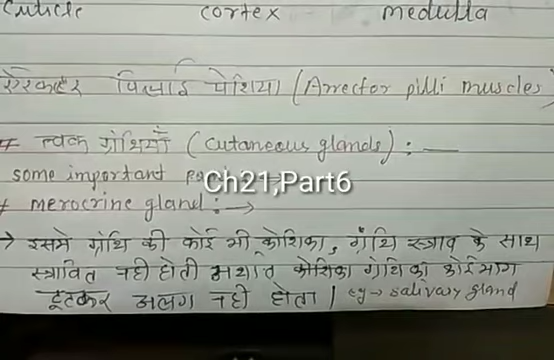 Cuticle cortex medulla
ऐरेक्टर पिलाई पेशिया (Arrector pilli muscles)
# त्वक ग्रंथियाँ (Cutaneous glands) : —
some important
Ch21,Part6
# merocrine gland : →
→ इसमे ग्रंथि की कोई भी कोशिका, ग्रंथि स्त्राव के साथ
स्त्रावित नही होती अर्थात कोशिका ग्रंथि का कोई भाग
टूटकर अलग नही होता / eg → salivary gland